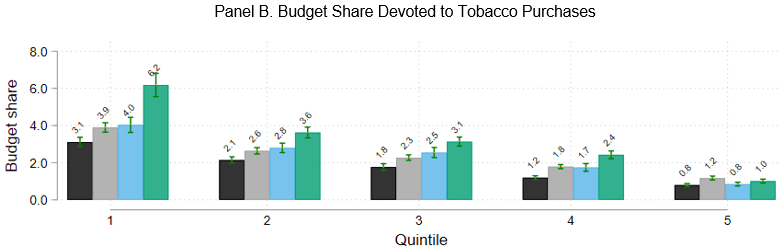 Panel B. Budget Share Devoted to Tobacco Purchases
Budget share
8.0
6.0
4.0
2.0
0.0
3.1 3.9 4.0 6.2
2.1 2.6 2.8 3.6
1.8 2.3 2.5 3.1
1.2 1.8 1.7 2.4
0.8 1.2 0.8 1.0
1 2 3 4 5
Quintile